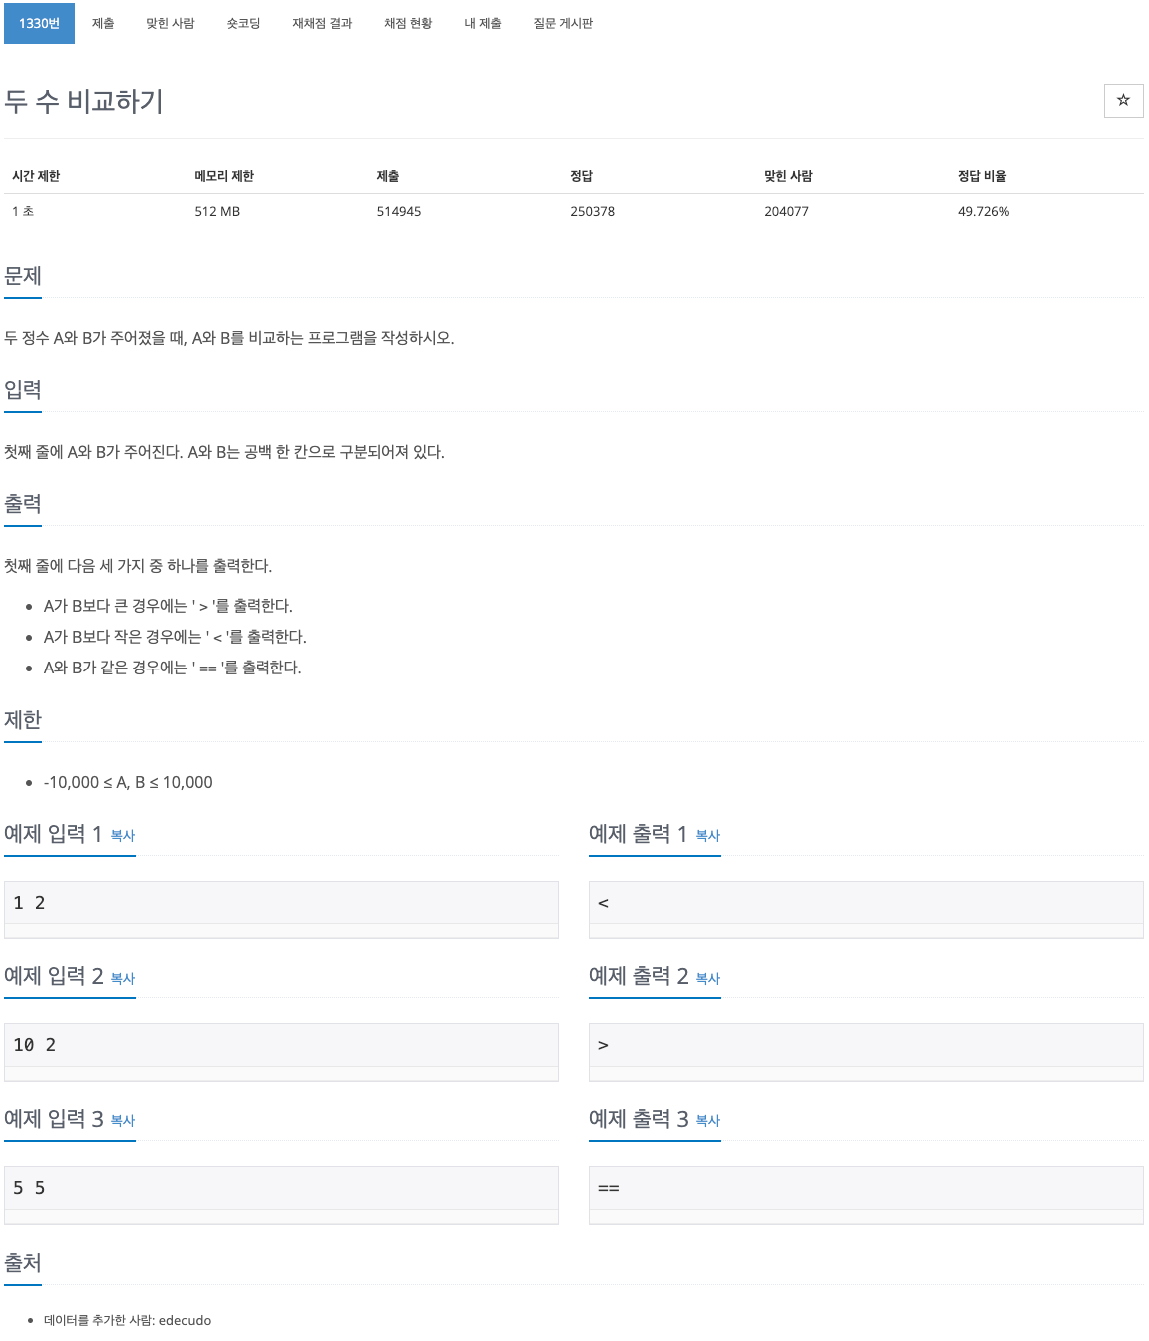 1330번 제출 맞힌 사람 숏코딩 재채점 결과 채점 현황 내 제출 질문 게시판
두 수 비교하기
시간 제한 메모리 제한 제출 정답 맞힌 사람 정답 비율
1 초 512 MB 514945 250378 204077 49.726%
문제
두 정수 A와 B가 주어졌을 때, A와 B를 비교하는 프로그램을 작성하시오.
입력
첫째 줄에 A와 B가 주어진다. A와 B는 공백 한 칸으로 구분되어져 있다.
출력
첫째 줄에 다음 세 가지 중 하나를 출력한다.
• A가 B보다 큰 경우에는 ' > '를 출력한다.
• A가 B보다 작은 경우에는 ' < '를 출력한다.
• A와 B가 같은 경우에는 ' == '를 출력한다.
제한
• -10,000 ≤ A, B ≤ 10,000
예제 입력 1 복사
1 2
예제 출력 1 복사
<
예제 입력 2 복사
10 2
예제 출력 2 복사
>
예제 입력 3 복사
5 5
예제 출력 3 복사
==
출처
• 데이터를 추가한 사람: edecudo